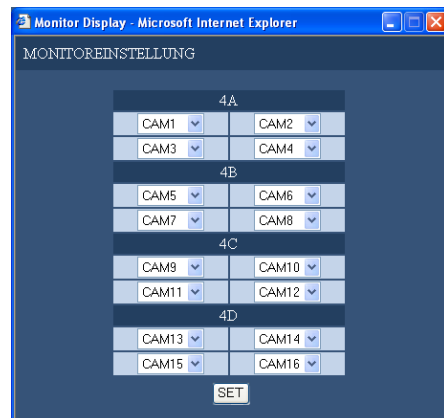 Monitor Display - Microsoft Internet Explorer
MONITOREINSTELLUNG
4A
CAM1 CAM2
CAM3 CAM4
4B
CAM5 CAM6
CAM7 CAM8
4C
CAM9 CAM10
CAM11 CAM12
4D
CAM13 CAM14
CAM15 CAM16
SET